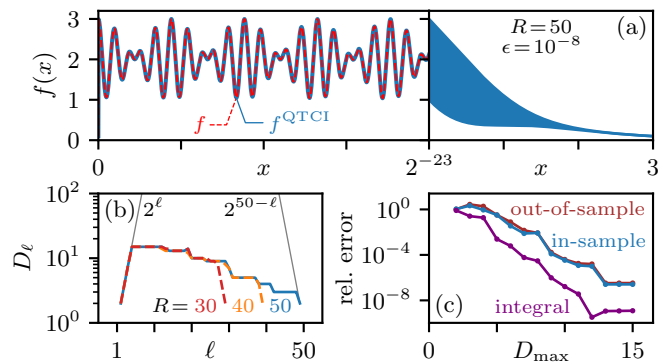 3
2
1
0
f(x)
f
f^QTCI
0
x
2^-23
x
3
R=50
ϵ=10^-8
(a)
10^2
10^1
10^0
D_ℓ
(b)
2^ℓ
2^50-ℓ
R=30
40
50
1
ℓ
50
10^0
10^-4
10^-8
rel. error
out-of-sample
in-sample
integral
(c)
0
D_max
15